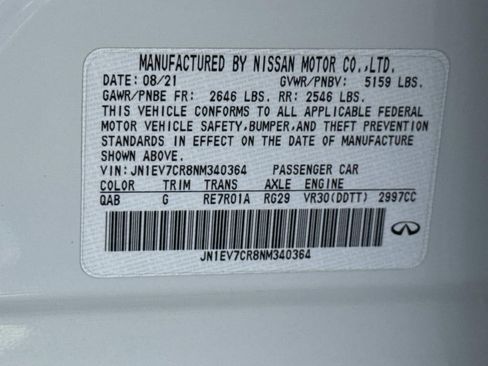 MANUFACTURED BY NISSAN MOTOR CO.,LTD.
DATE: 08/21 GVWR/PNBV: 5159 LBS.
GAWR/PNBE FR: 2646 LBS. RR: 2546 LBS.
THIS VEHICLE CONFORMS TO ALL APPLICABLE FEDERAL
MOTOR VEHICLE SAFETY,BUMPER,AND THEFT PREVENTION
STANDARDS IN EFFECT ON THE DATE OF MANUFACTURE
SHOWN ABOVE.
VIN:JN1EV7CR8NM340364 PASSENGER CAR
COLOR TRIM TRANS AXLE ENGINE
QAB G RE7R01A RG29 VR30(DDTT) 2997CC
JN1EV7CR8NM340364